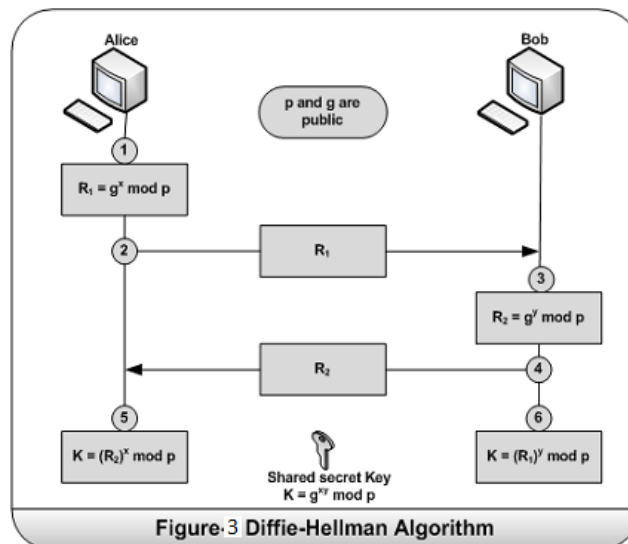 Alice
Bob
p and g are
public
1
R₁ = gˣ mod p
2
R₁
3
R₂ = gʸ mod p
R₂
4
5
6
K = (R₂)ˣ mod p
K = (R₁)ʸ mod p
Shared secret Key
K = gˣʸ mod p
Figure 3 Diffie-Hellman Algorithm